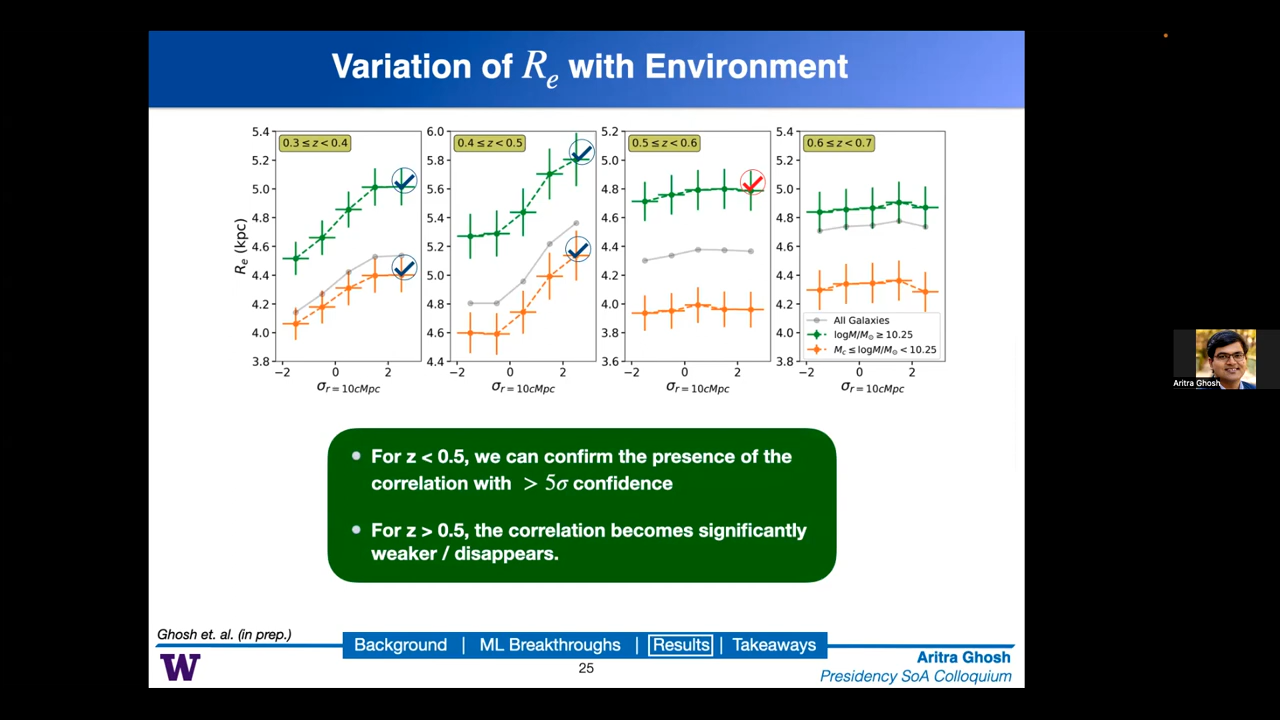 Variation of Rₑ with Environment
0.3 ≤ z < 0.4
0.4 ≤ z < 0.5
0.5 ≤ z < 0.6
0.6 ≤ z < 0.7
Rₑ (kpc)
5.4
5.2
5.0
4.8
4.6
4.4
4.2
4.0
3.8
6.0
5.8
5.6
5.4
5.2
5.0
4.8
4.6
4.4
5.2
5.0
4.8
4.6
4.4
4.2
4.0
3.8
3.6
5.4
5.2
5.0
4.8
4.6
4.4
4.2
4.0
3.8
All Galaxies
logM/M⊙ ≥ 10.25
M_c ≤ logM/M⊙ < 10.25
−2 0 2
−2 0 2
−2 0 2
−2 0 2
σ_r = 10cMpc
σ_r = 10cMpc
σ_r = 10cMpc
σ_r = 10cMpc
Aritra Ghosh
• For z < 0.5, we can confirm the presence of the
correlation with > 5σ confidence
• For z > 0.5, the correlation becomes significantly
weaker / disappears.
Ghosh et. al. (in prep.)
Background | ML Breakthroughs | Results | Takeaways
W
25
Aritra Ghosh
Presidency SoA Colloquium